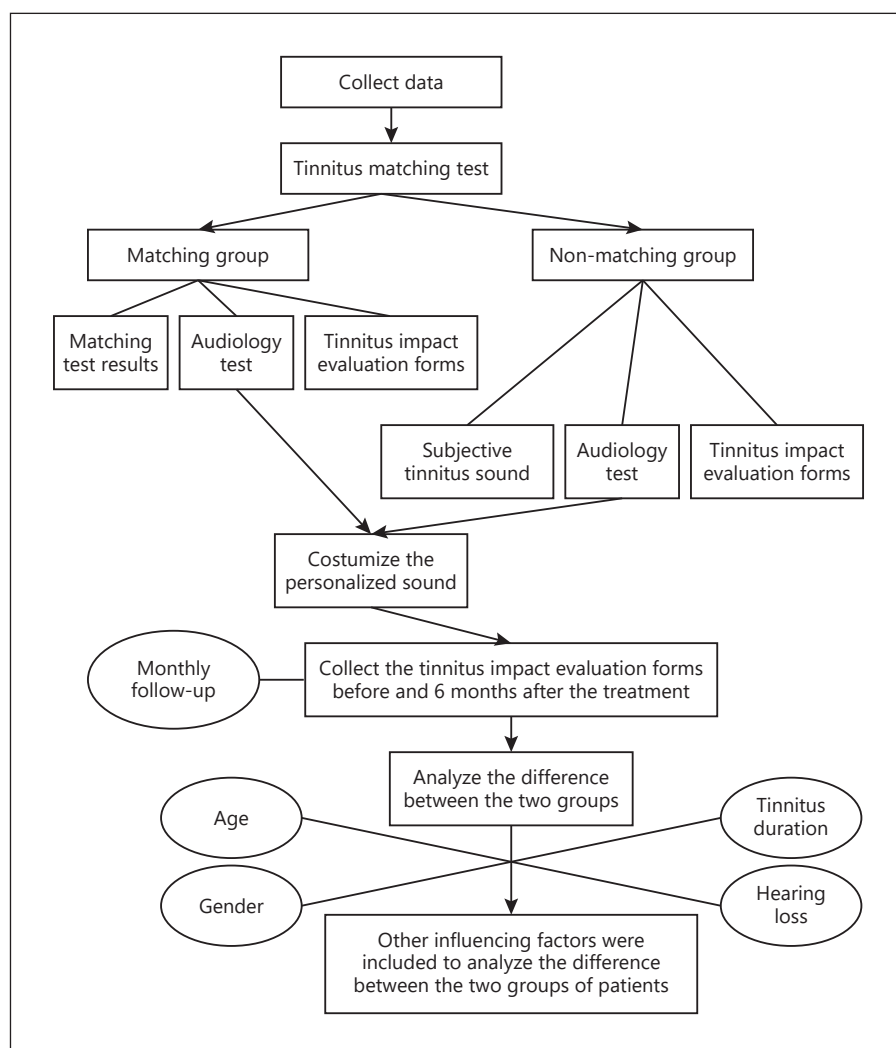 Collect data
Tinnitus matching test
Matching group
Non-matching group
Matching
test results
Audiology
test
Tinnitus impact
evaluation forms
Subjective
tinnitus sound
Audiology
test
Tinnitus impact
evaluation forms
Costumize the
personalized sound
Monthly
follow-up
Collect the tinnitus impact evaluation forms
before and 6 months after the treatment
Analyze the difference
between the two groups
Age
Tinnitus
duration
Gender
Hearing
loss
Other influencing factors were
included to analyze the difference
between the two groups of patients